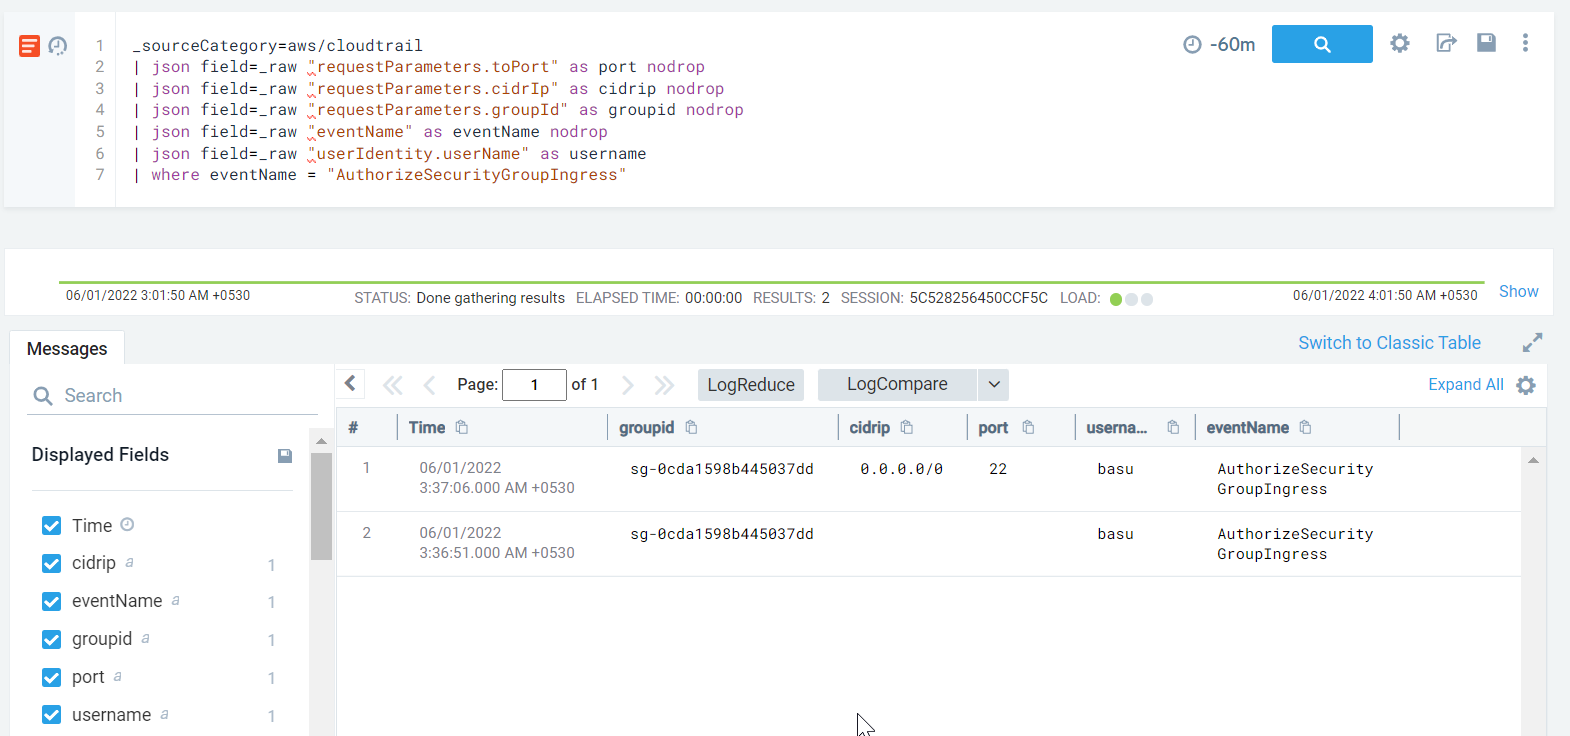 1 _sourceCategory=aws/cloudtrail
2 | json field=_raw "requestParameters.toPort" as port nodrop
3 | json field=_raw "requestParameters.cidrIp" as cidrip nodrop
4 | json field=_raw "requestParameters.groupId" as groupid nodrop
5 | json field=_raw "eventName" as eventName nodrop
6 | json field=_raw "userIdentity.userName" as username
7 | where eventName = "AuthorizeSecurityGroupIngress"
-60m
06/01/2022 3:01:50 AM +0530 STATUS: Done gathering results ELAPSED TIME: 00:00:00 RESULTS: 2 SESSION: 5C528256450CCF5C LOAD: 06/01/2022 4:01:50 AM +0530 Show
Messages
Switch to Classic Table
Search
Displayed Fields
Time
cidrip a 1
eventName a 1
groupid a 1
port a 1
username a 1
Page: 1 of 1 LogReduce LogCompare Expand All
# Time groupid cidrip port userna... eventName
1 06/01/2022 sg-0cda1598b445037dd 0.0.0.0/0 22 basu AuthorizeSecurity
3:37:06.000 AM +0530 GroupIngress
2 06/01/2022 sg-0cda1598b445037dd basu AuthorizeSecurity
3:36:51.000 AM +0530 GroupIngress